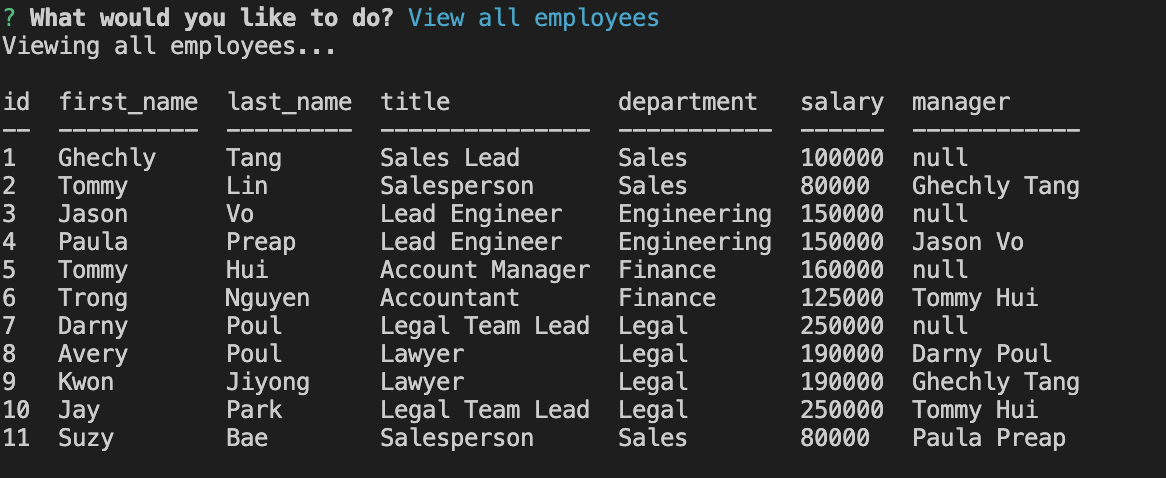 ? What would you like to do? View all employees
Viewing all employees...
id  first_name  last_name  title            department   salary  manager
--  ----------  ---------  ---------------  -----------  ------  ------------
1   Ghechly     Tang       Sales Lead       Sales        100000  null
2   Tommy       Lin        Salesperson      Sales        80000   Ghechly Tang
3   Jason       Vo         Lead Engineer    Engineering  150000  null
4   Paula       Preap      Lead Engineer    Engineering  150000  Jason Vo
5   Tommy       Hui        Account Manager  Finance      160000  null
6   Trong       Nguyen     Accountant       Finance      125000  Tommy Hui
7   Darny       Poul       Legal Team Lead  Legal        250000  null
8   Avery       Poul       Lawyer           Legal        190000  Darny Poul
9   Kwon        Jiyong     Lawyer           Legal        190000  Ghechly Tang
10  Jay         Park       Legal Team Lead  Legal        250000  Tommy Hui
11  Suzy        Bae        Salesperson      Sales        80000   Paula Preap